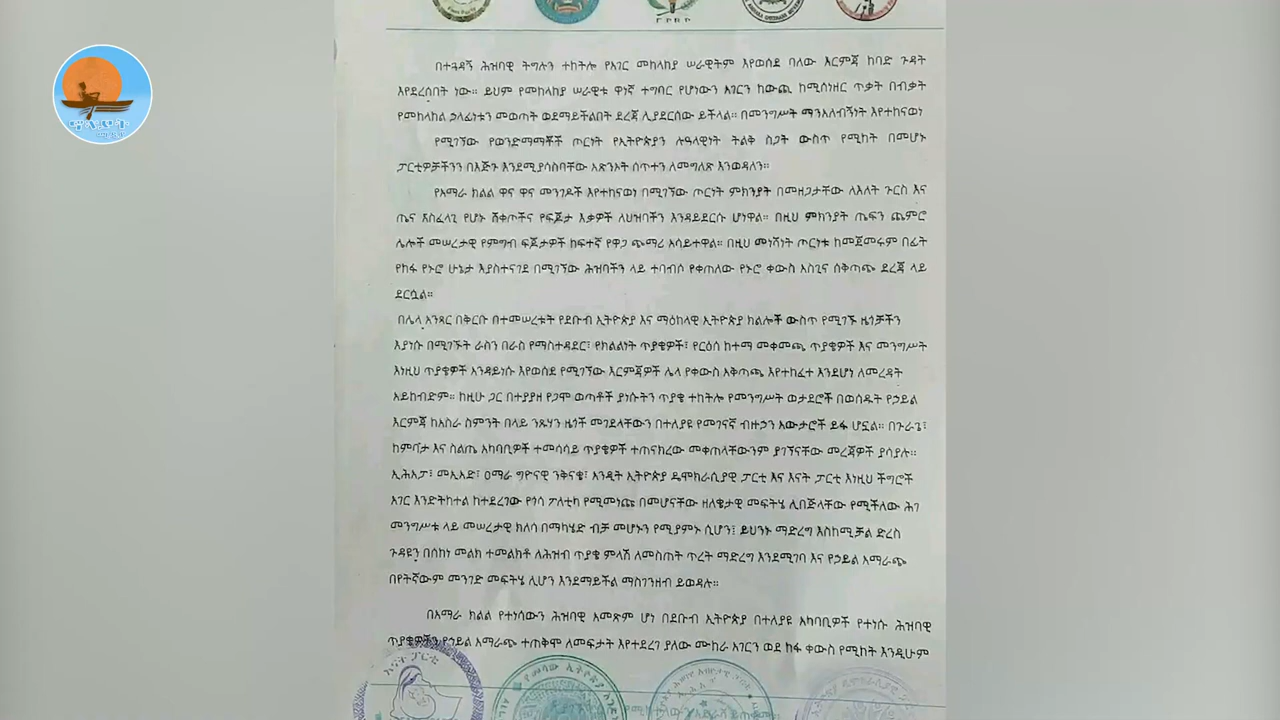 ኢሕአፓ
በተጓዳኝ ሕዝባዊ ትግሉን ተከትሎ የአገር መከላከያ ሠራዊትም እየወሰደ ባለው እርምጃ ከባድ ጉዳት
እየደረሰበት ነው። ይህም የመከላከያ ሠራዊቱ ዋነኛ ተግባር የሆነውን አገርን ከውጪ ከሚሰነዘር ጥቃት በብቃት
የመከላከል ኃላፊነቱን መወጣት ወደማይችልበት ደረጃ ሊያደርሰው ይችላል። በመንግሥት ማንአለብኝነት እየተከናወነ
የሚገኘው የወንድማማቾች ጦርነት የኢትዮጵያን ሉዓላዊነት ትልቅ ስጋት ውስጥ የሚከት በመሆኑ
ፓርቲዎቻችንን በእጅጉ እንደሚያሳስባቸው አጽንኦት ሰጥተን ለመግለጽ እንወዳለን።
የአማራ ክልል ዋና ዋና መንገዶች እየተከናወነ በሚገኘው ጦርነት ምክንያት በመዘጋታቸው ለእለት ጉርስ እና
ጤና እስፈላጊ የሆኑ ሸቀጦችና የፍጆታ እቃዎች ለህዝባችን እንዳይደርሱ ሆነዋል። በዚህ ምክንያት ጤፍን ጨምሮ
ሌሎች መሠረታዊ የምግብ ፍጆታዎች ከፍተኛ የዋጋ ጭማሪ አሳይተዋል። በዚህ መነሻነት ጦርነቱ ከመጀመሩም በፊት
የከፋ የኑሮ ሁኔታ እያስተናገደ በሚገኘው ሕዝባችን ላይ ተባብሶ የቀጠለው የኑሮ ቀውስ አስጊና ሰቅጣጭ ደረጃ ላይ
ደርሷል።
በሌላ አንጻር በቅርቡ በተመሠረቱት የደቡብ ኢትዮጵያ እና ማዕከላዊ ኢትዮጵያ ክልሎች ውስጥ የሚገኙ ዜጎቻችን
እያነሱ በሚገኙት ራስን በራስ የማስተዳደር፣ የክልልነት ጥያቄዎች፣ የርዕሰ ከተማ መቀመጫ ጥያቄዎች እና መንግሥት
እነዚህ ጥያቄዎች እንዳይነሱ እየወሰደ የሚገኘው እርምጃዎች ሌላ የቀውስ አቅጣጫ እየተከፈተ እንደሆነ ለመረዳት
አይከብድም። ከዚሁ ጋር በተያያዘ የጋሞ ወጣቶች ያነሱትን ጥያቄ ተከትሎ የመንግሥት ወታደሮች በወሰዱት የኃይል
እርምጃ ከአስራ ስምንት በላይ ንጹሃን ዜጎች መገደላቸውን በተለያዩ የመገናኛ ብዙኃን አውታሮች ይፋ ሆኗል። በጉራጌ፣
ከምባታ እና ስልጤ አካባቢዎች ተመሳሳይ ጥያቄዎች ተጠናክረው መቀጠላቸውንም ያገኘናቸው መረጃዎች ያሳያሉ።
ኢሕአፓ፣ መኢአድ፣ ዐማራ ግዮናዊ ንቅናቄ፣ አንዲት ኢትዮጵያ ዴሞክራሲያዊ ፓርቲ እና እናት ፓርቲ እነዚህ ችግሮች
አገር እንድትከተል ከተደረገው የጎሳ ፖለቲካ የሚመነጩ በመሆናቸው ዘለቄታዊ መፍትሄ ሊበጅላቸው የሚችለው ሕገ
መንግሥቱ ላይ መሠረታዊ ክለሳ በማካሄድ ብቻ መሆኑን የሚያምኑ ሲሆን፣ ይህንኑ ማድረግ እስከሚቻል ድረስ
ጉዳዩን በሰከነ መልክ ተመልክቶ ለሕዝብ ጥያቄ ምላሽ ለመስጠት ጥረት ማድረግ እንደሚገባ እና የኃይል አማራጭ
በየትኛውም መንገድ መፍትሄ ሊሆን እንደማይችል ማስገንዘብ ይወዳሉ።
በአማራ ክልል የተነሳውን ሕዝባዊ አመጽም ሆነ በደቡብ ኢትዮጵያ በተለያዩ አካባቢዎች የተነሱ ሕዝባዊ
ጥያቄዎችን የኃይል አማራጭ ተጠቅሞ ለመፍታት እየተደረገ ያለው ሙከራ አገርን ወደ ከፋ ቀውስ የሚከት እንዲሁም
እናት ፓርቲ